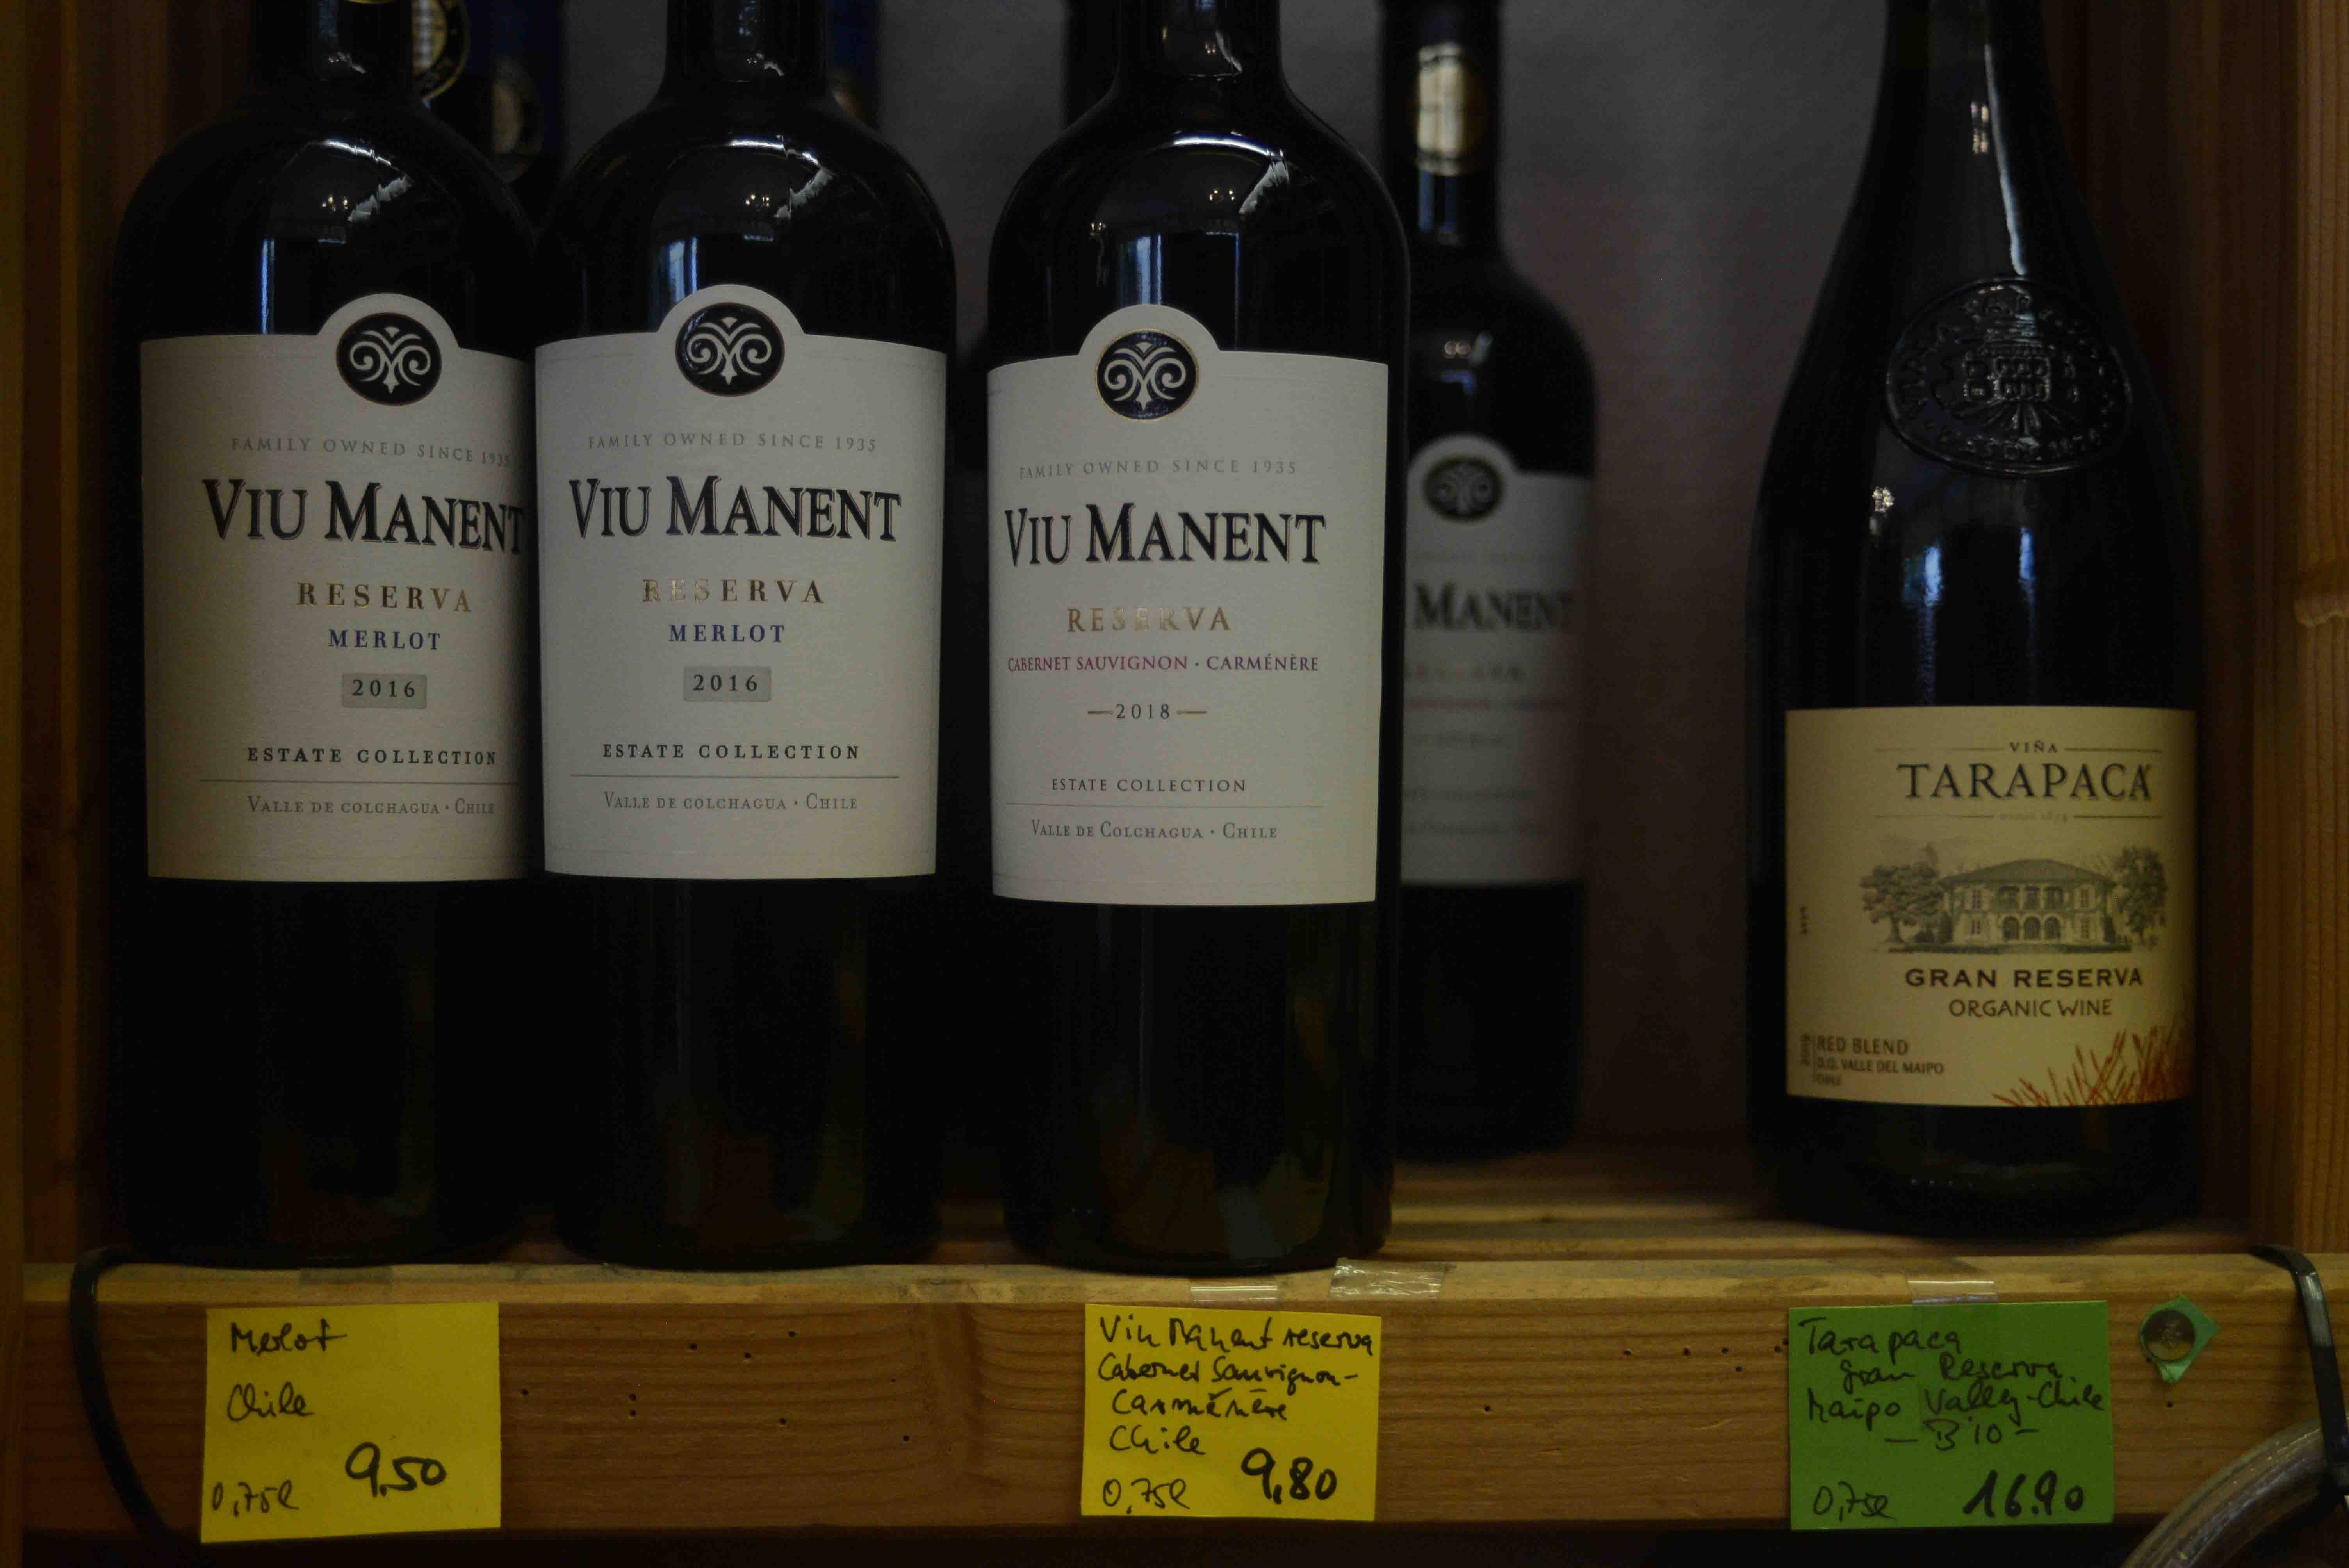 FAMILY OWNED SINCE 1935
VIU MANENT
RESERVA
MERLOT
2016
ESTATE COLLECTION
VALLE DE COLCHAGUA · CHILE
FAMILY OWNED SINCE 1935
VIU MANENT
RESERVA
MERLOT
2016
ESTATE COLLECTION
VALLE DE COLCHAGUA · CHILE
FAMILY OWNED SINCE 1935
VIU MANENT
RESERVA
CABERNET SAUVIGNON · CARMÉNÈRE
—2018—
ESTATE COLLECTION
VALLE DE COLCHAGUA · CHILE
MANENT
VIÑA
TARAPACÁ
GRAN RESERVA
ORGANIC WINE
RED BLEND
D.O. VALLE DEL MAIPO
CHILE
Merlot
Chile
9,50
0,75l
Viu Manent reserva
Cabernet Sauvignon-
Carménère
Chile
9,80
0,75l
Tarapaca
Gran Reserva
Maipo Valley-Chile
- Bio -
0,75l 16.90